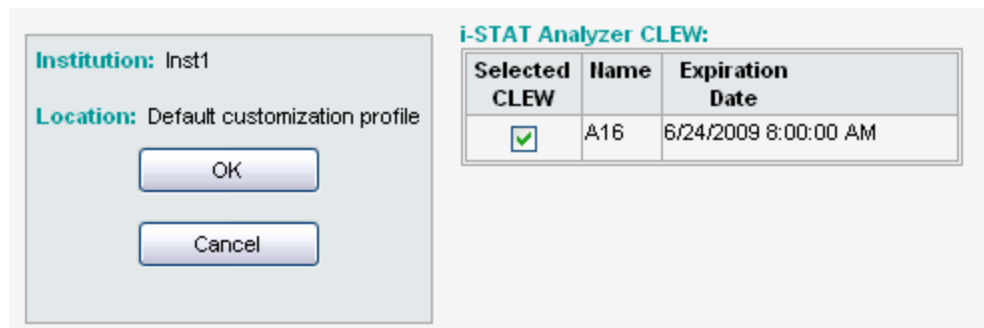 Institution: Inst1
Location: Default customization profile
OK
Cancel
i-STAT Analyzer CLEW:
Selected CLEW Name Expiration Date
A16 6/24/2009 8:00:00 AM